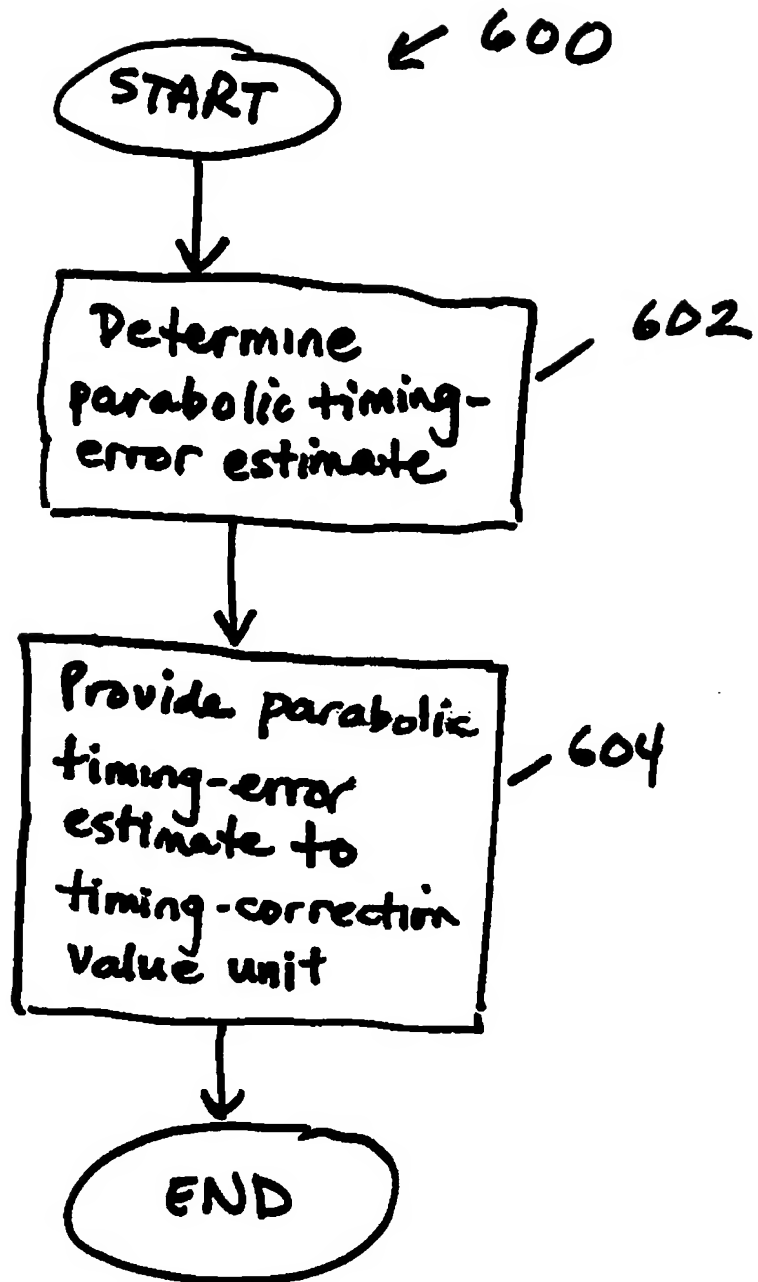 600
START
Determine
parabolic timing-
error estimate
602
Provide parabolic
timing-error
estimate to
timing-correction
value unit
604
END